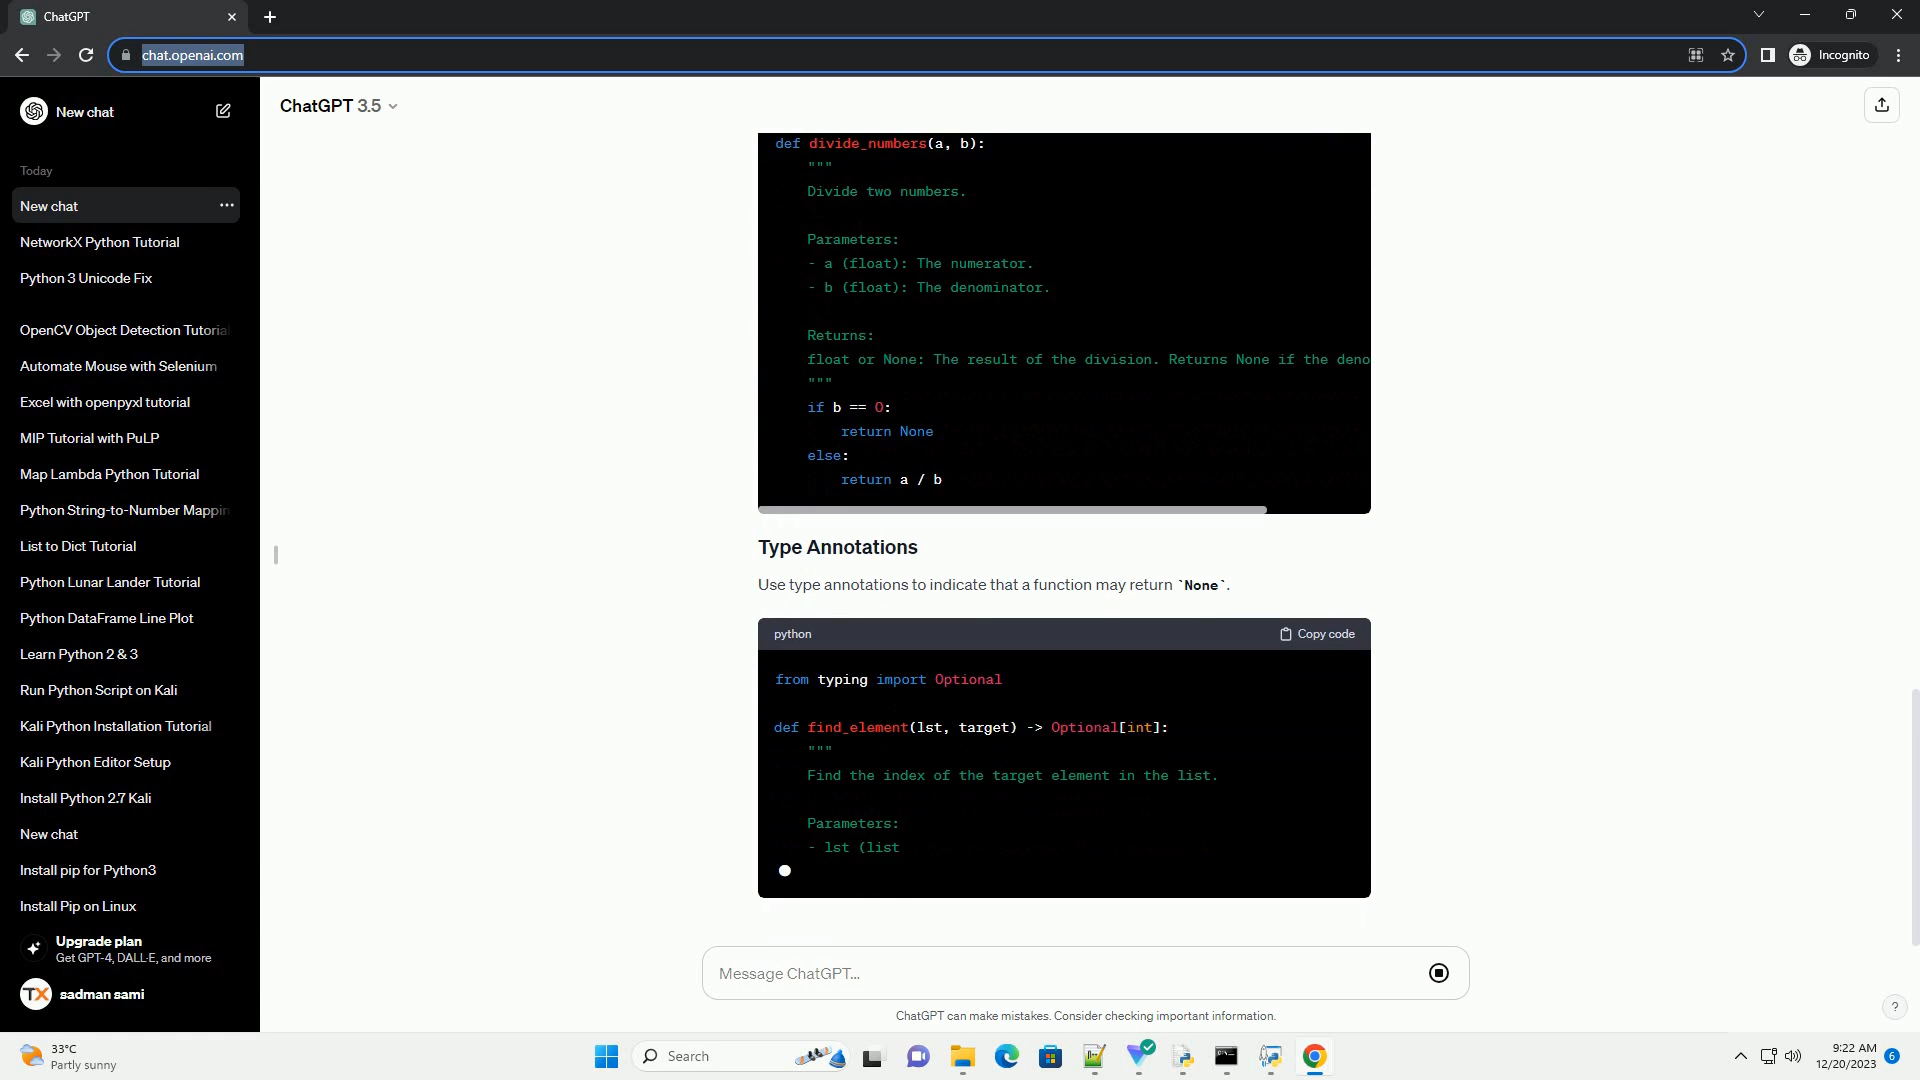 ChatGPT
chat.openai.com
Incognito
New chat
ChatGPT 3.5
Today
New chat
NetworkX Python Tutorial
Python 3 Unicode Fix
OpenCV Object Detection Tutoria
Automate Mouse with Selenium
Excel with openpyxl tutorial
MIP Tutorial with PuLP
Map Lambda Python Tutorial
Python String-to-Number Mappin
List to Dict Tutorial
Python Lunar Lander Tutorial
Python DataFrame Line Plot
Learn Python 2 & 3
Run Python Script on Kali
Kali Python Installation Tutorial
Kali Python Editor Setup
Install Python 2.7 Kali
New chat
Install pip for Python3
Install Pip on Linux
Upgrade plan
Get GPT-4, DALL·E, and more
TX sadman sami
def divide_numbers(a, b):
"""
Divide two numbers.
Parameters:
- a (float): The numerator.
- b (float): The denominator.
Returns:
float or None: The result of the division. Returns None if the deno
"""
if b == 0:
return None
else:
return a / b
Type Annotations
Use type annotations to indicate that a function may return `None`.
python Copy code
from typing import Optional
def find_element(lst, target) -> Optional[int]:
"""
Find the index of the target element in the list.
Parameters:
- lst (list
Message ChatGPT...
ChatGPT can make mistakes. Consider checking important information.
?
33°C
Partly sunny
Search
9:22 AM
12/20/2023
6